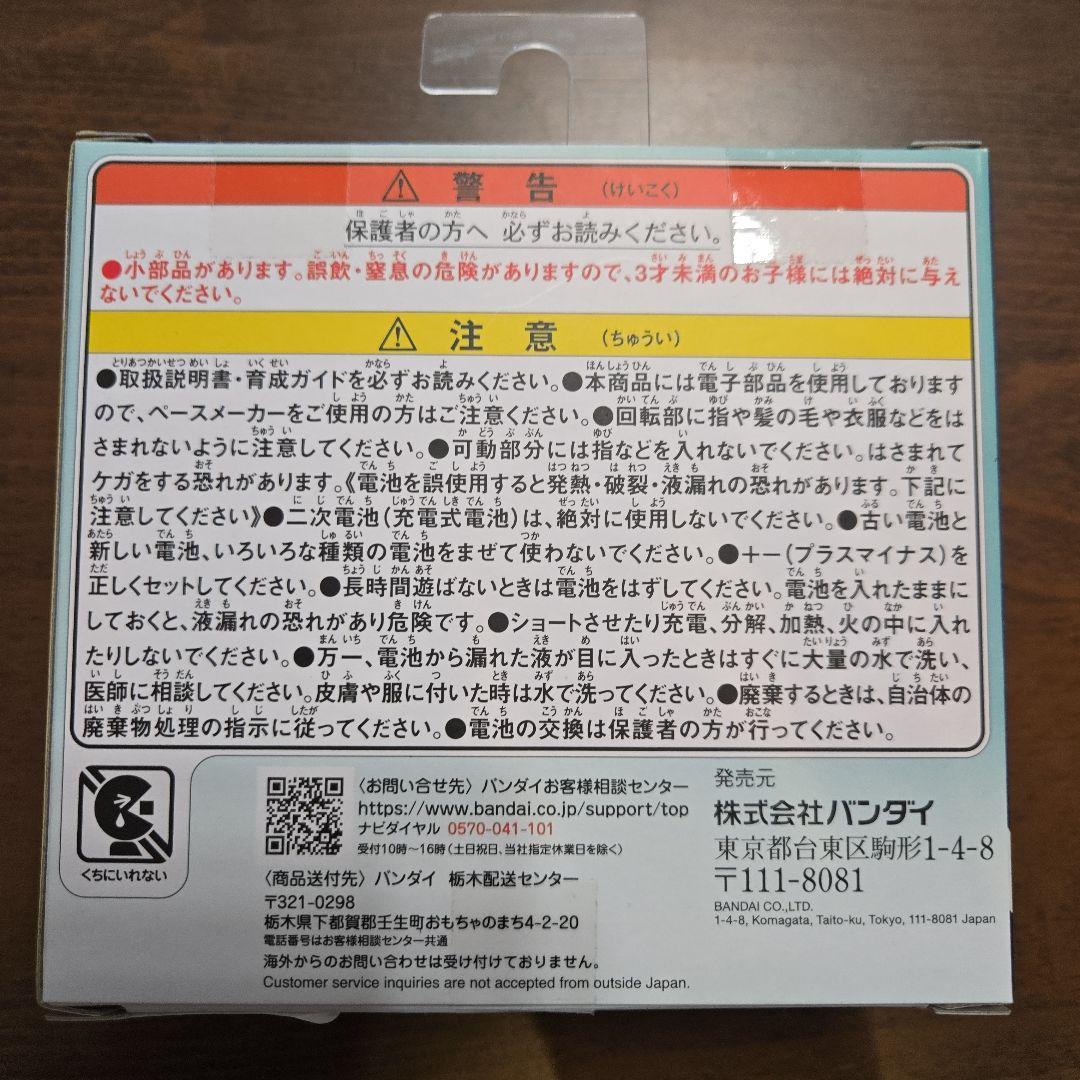 ⚠ 警告 (けいこく)
保護者の方へ 必ずお読みください。
●小部品があります。誤飲・窒息の危険がありますので、3才未満のお子様には絶対に与え
ないでください。
⚠ 注意 (ちゅうい)
●取扱説明書・育成ガイドを必ずお読みください。●本商品には電子部品を使用しております
ので、ペースメーカーをご使用の方はご注意ください。●回転部に指や髪の毛や衣服などをは
さまれないように注意してください。●可動部分には指などを入れないでください。はさまれて
ケガをする恐れがあります。《電池を誤使用すると発熱・破裂・液漏れの恐れがあります。下記に
注意してください》●二次電池(充電式電池)は、絶対に使用しないでください。●古い電池と
新しい電池、いろいろな種類の電池をまぜて使わないでください。●+−(プラスマイナス)を
正しくセットしてください。●長時間遊ばないときは電池をはずしてください。電池を入れたままに
しておくと、液漏れの恐れがあり危険です。●ショートさせたり充電、分解、加熱、火の中に入れ
たりしないでください。●万一、電池から漏れた液が目に入ったときはすぐに大量の水で洗い、
医師に相談してください。皮膚や服に付いた時は水で洗ってください。●廃棄するときは、自治体の
廃棄物処理の指示に従ってください。●電池の交換は保護者の方が行ってください。
くちにいれない
〈お問い合せ先〉バンダイお客様相談センター
https://www.bandai.co.jp/support/top
ナビダイヤル 0570-041-101
受付10時〜16時(土日祝日、当社指定休業日を除く)
〈商品送付先〉バンダイ 栃木配送センター
〒321-0298
栃木県下都賀郡壬生町おもちゃのまち4-2-20
電話番号はお客様相談センター共通
海外からのお問い合わせは受け付けておりません。
Customer service inquiries are not accepted from outside Japan.
発売元
株式会社バンダイ
東京都台東区駒形1-4-8
〒111-8081
BANDAI CO.,LTD.
1-4-8, Komagata, Taito-ku, Tokyo, 111-8081 Japan